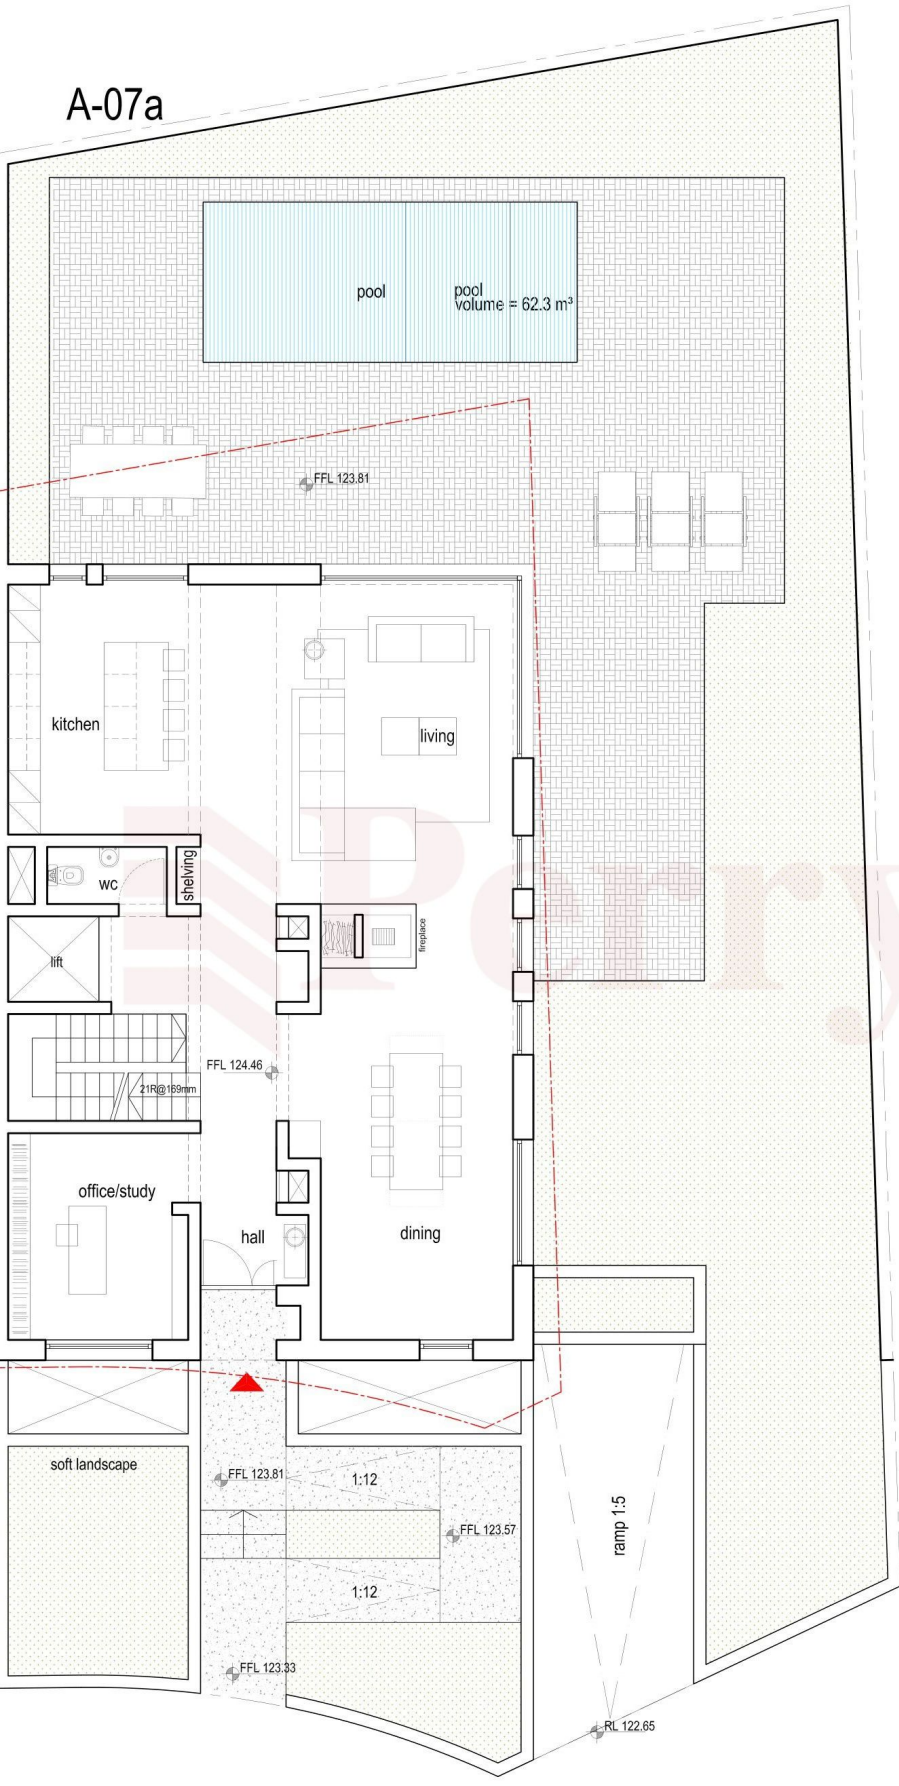 A-07a
pool
pool
volume = 62.3 m³
FFL 123.81
kitchen
living
wc
shelving
Perry
lift
fireplace
FFL 124.46
21R@169mm
office/study
hall
dining
soft landscape
FFL 123.81
1:12
FFL 123.57
ramp 1:5
1:12
FFL 123.33
RL 122.65